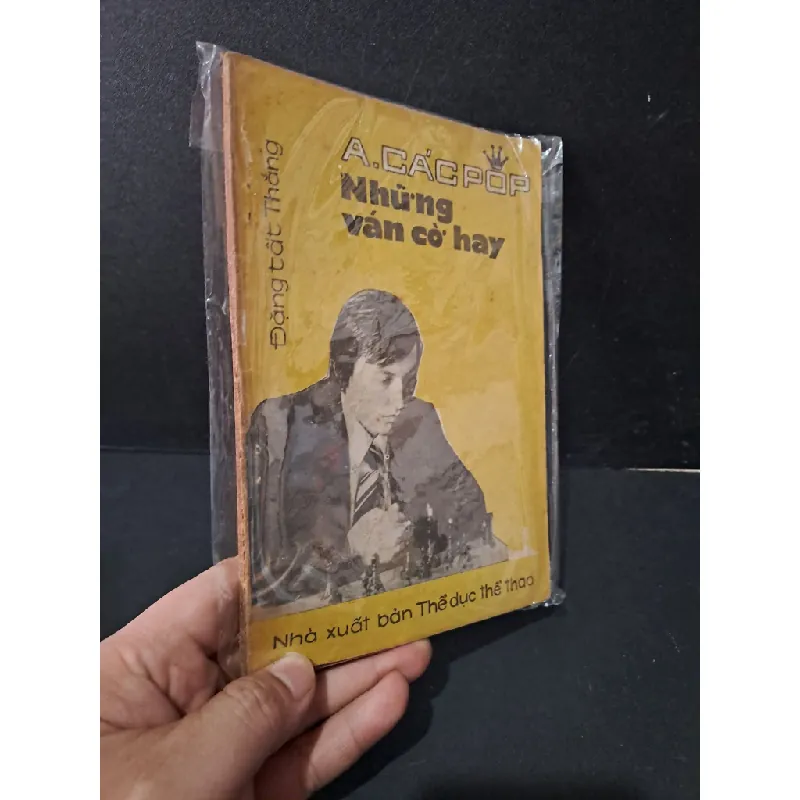 A. CÁCPÔP
Những
ván cờ hay
Đặng tất Thắng
Nhà xuất bản Thể dục thể thao